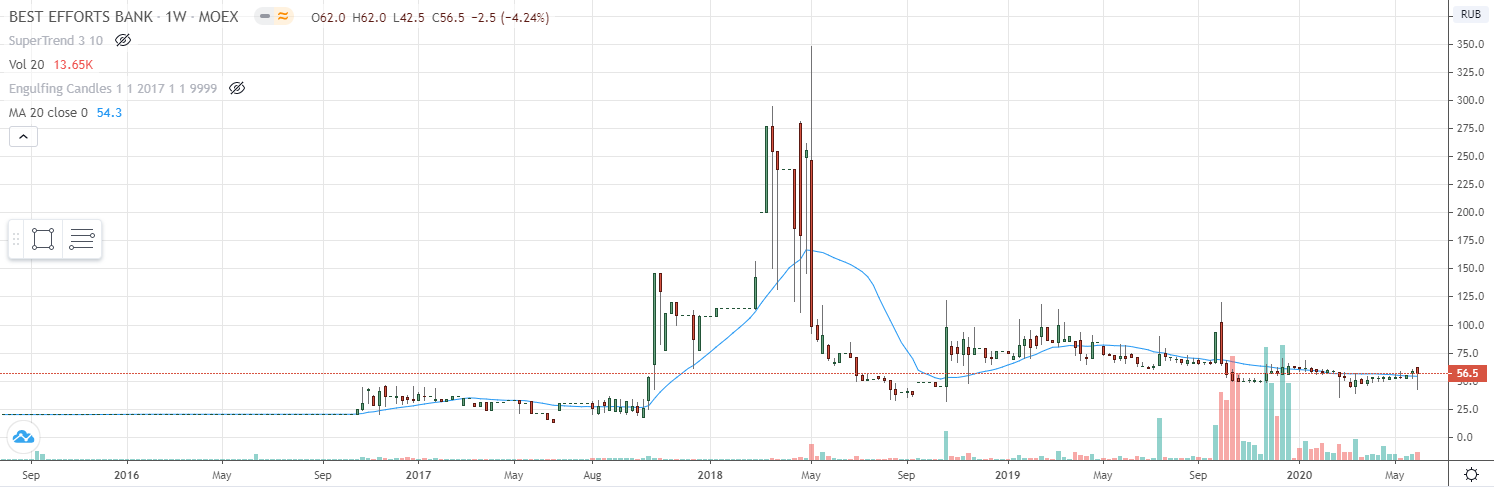 BEST EFFORTS BANK · 1W · MOEX O62.0 H62.0 L42.5 C56.5 −2.5 (−4.24%)
SuperTrend 3 10
Vol 20 13.65K
Engulfing Candles 1 1 2017 1 1 9999
MA 20 close 0 54.3
RUB
350.0
325.0
300.0
275.0
250.0
225.0
200.0
175.0
150.0
125.0
100.0
75.0
56.5
50.0
25.0
0.0
Sep 2016 May Sep 2017 May Aug 2018 May Sep 2019 May Sep 2020 May